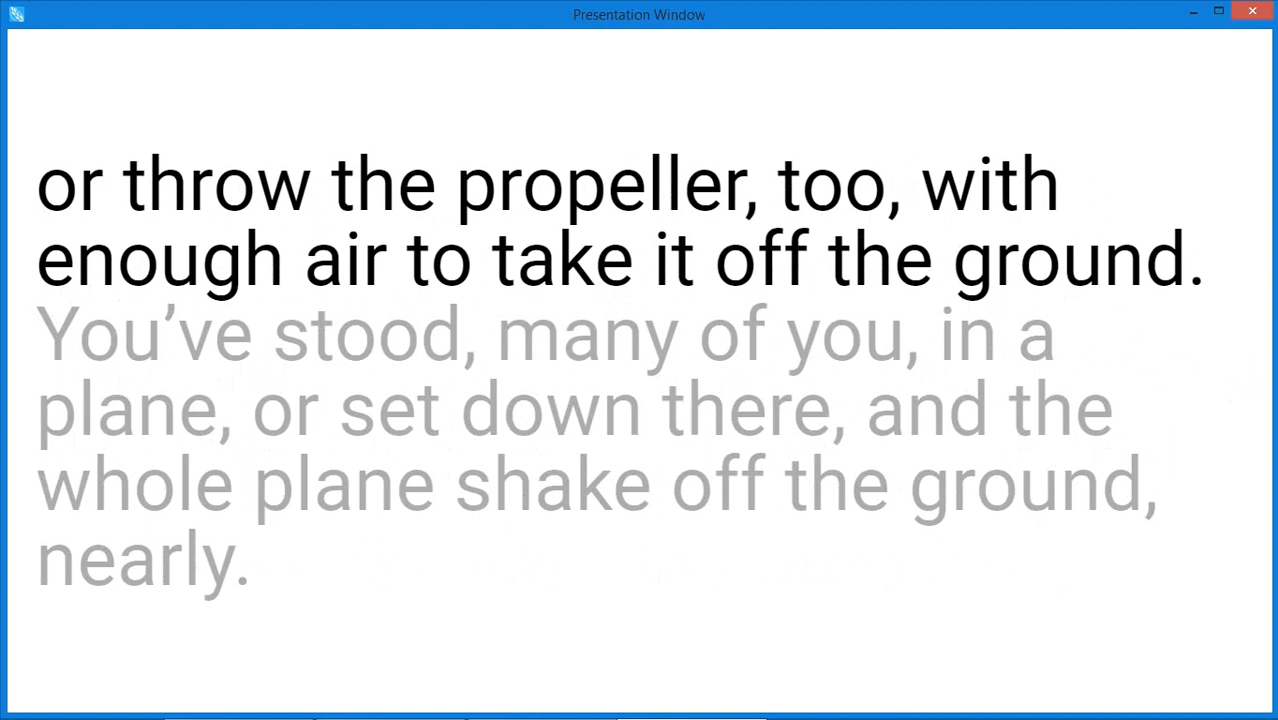 Presentation Window
or throw the propeller, too, with
enough air to take it off the ground.
You’ve stood, many of you, in a
plane, or set down there, and the
whole plane shake off the ground,
nearly.